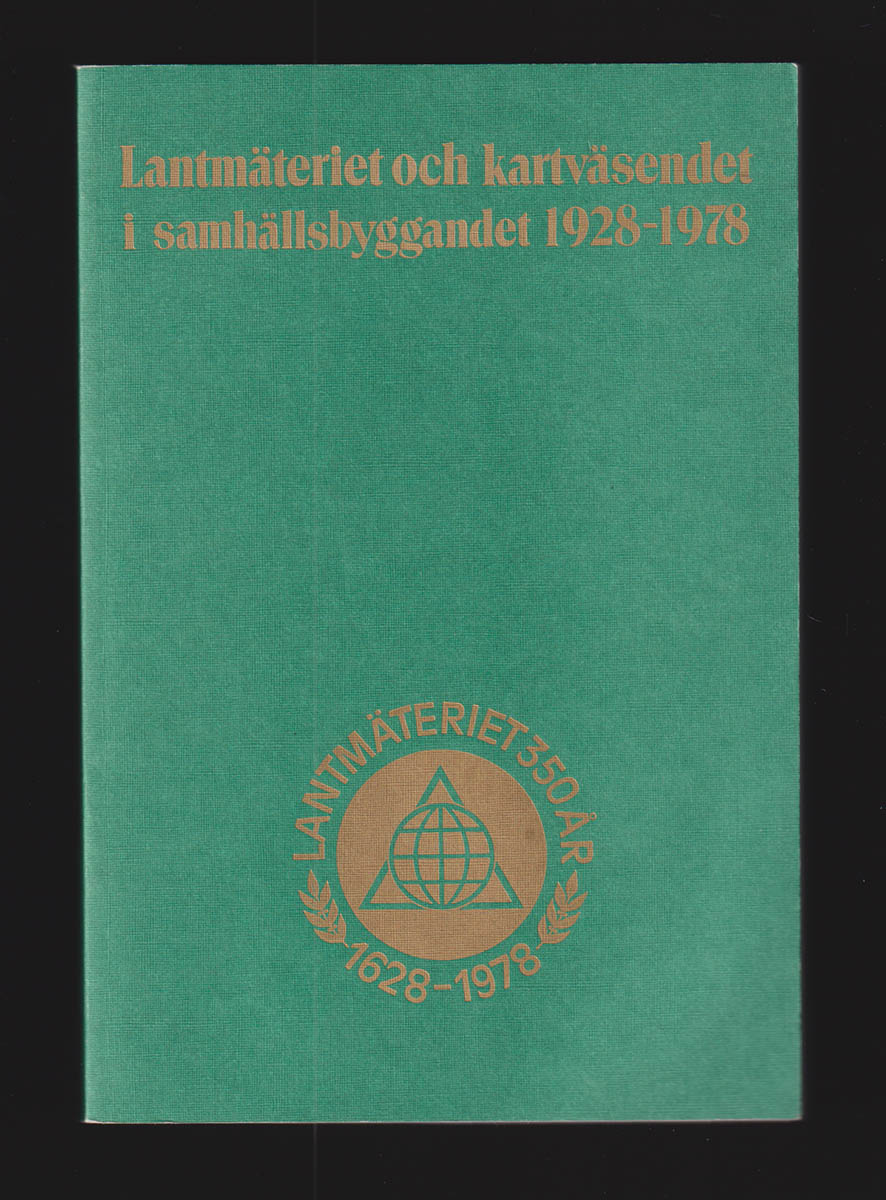 Lantmäteriet och kartväsendet
i samhällsbyggandet 1928-1978
LANTMÄTERIET 350 ÅR
1628-1978